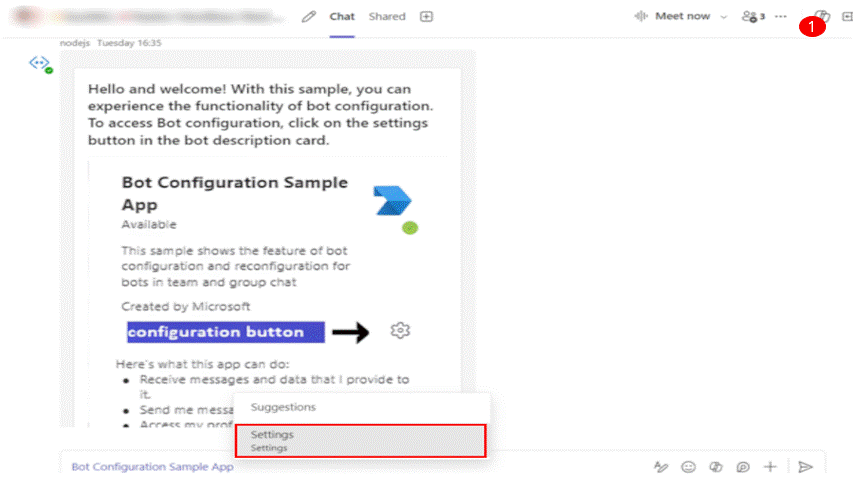 Chat Shared
Meet now 3 1
nodejs Tuesday 16:35
Hello and welcome! With this sample, you can
experience the functionality of bot configuration.
To access Bot configuration, click on the settings
button in the bot description card.
Bot Configuration Sample
App
Available
This sample shows the feature of bot
configuration and reconfiguration for
bots in team and group chat
Created by Microsoft
configuration button
Here's what this app can do:
• Receive messages and data that I provide to
it.
• Send me messa
• Access my prof
Suggestions
Settings
Settings
Bot Configuration Sample App